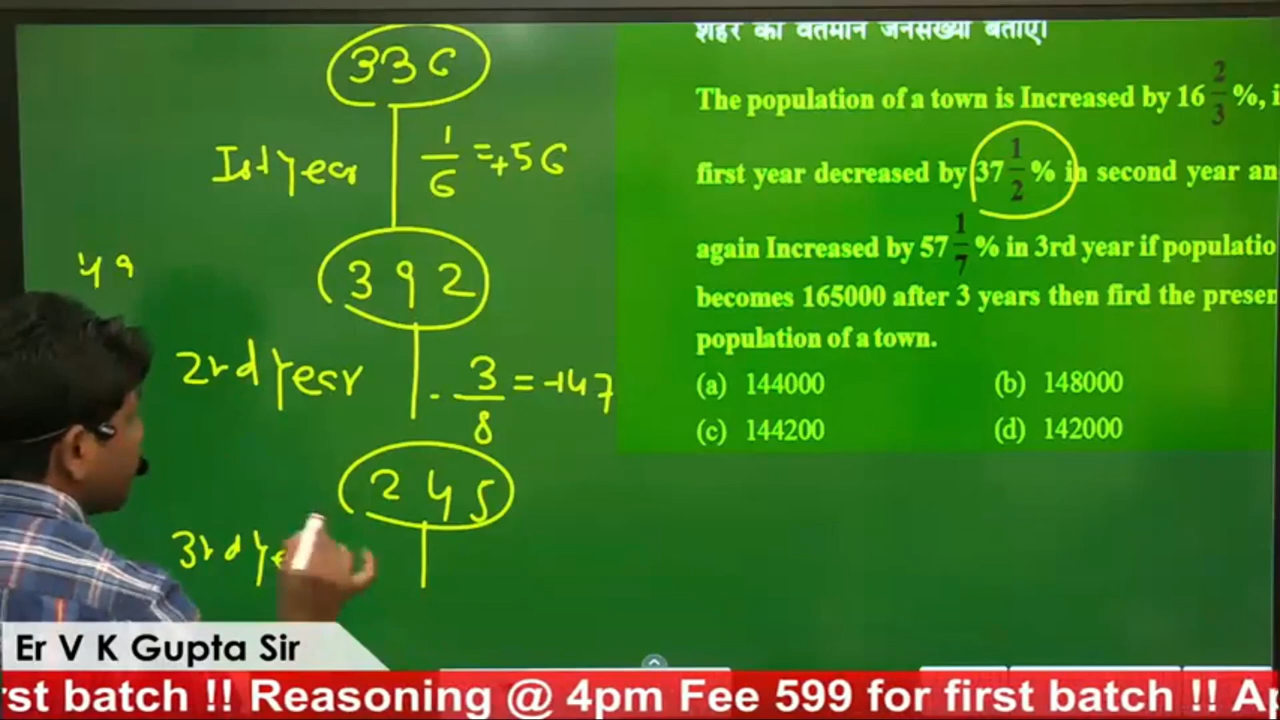 शहर की वर्तमान जनसंख्या बताए।
The population of a town is Increased by 16 2/3 %, i
first year decreased by 37 1/2 % in second year an
again Increased by 57 1/7 % in 3rd year if populatio
becomes 165000 after 3 years then fird the presen
population of a town.
(a) 144000 (b) 148000
(c) 144200 (d) 142000
336
Ist year 1/6 = +56
392
49
2rd year - 3/8 = -147
245
3rd ye
Er V K Gupta Sir
rst batch !! Reasoning @ 4pm Fee 599 for first batch !! Ap